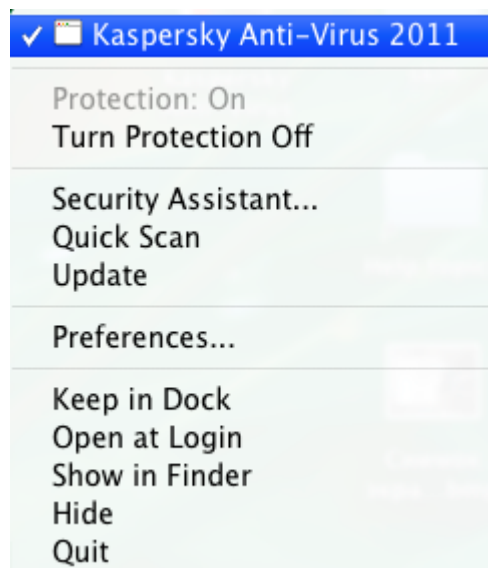 ✓ Kaspersky Anti-Virus 2011
Protection: On
Turn Protection Off
Security Assistant...
Quick Scan
Update
Preferences...
Keep in Dock
Open at Login
Show in Finder
Hide
Quit